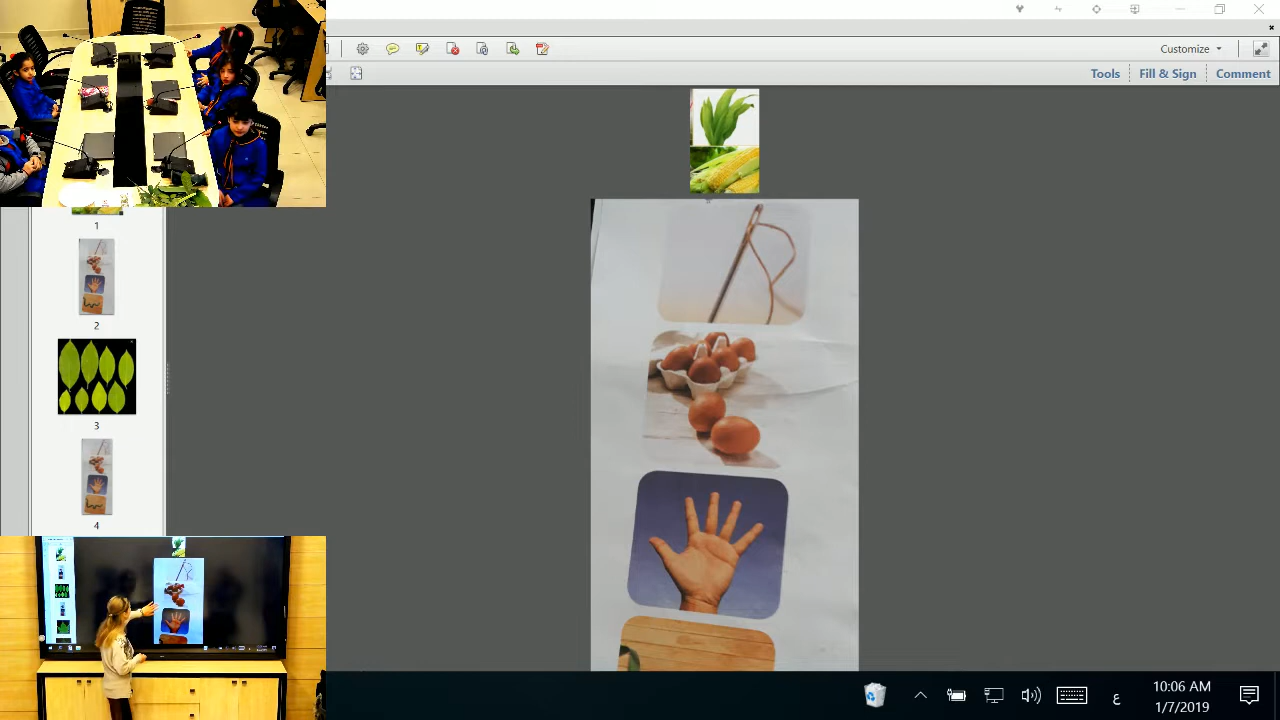 Customize
Tools
Fill & Sign
Comment
1
2
3
4
ع
10:06 AM
1/7/2019